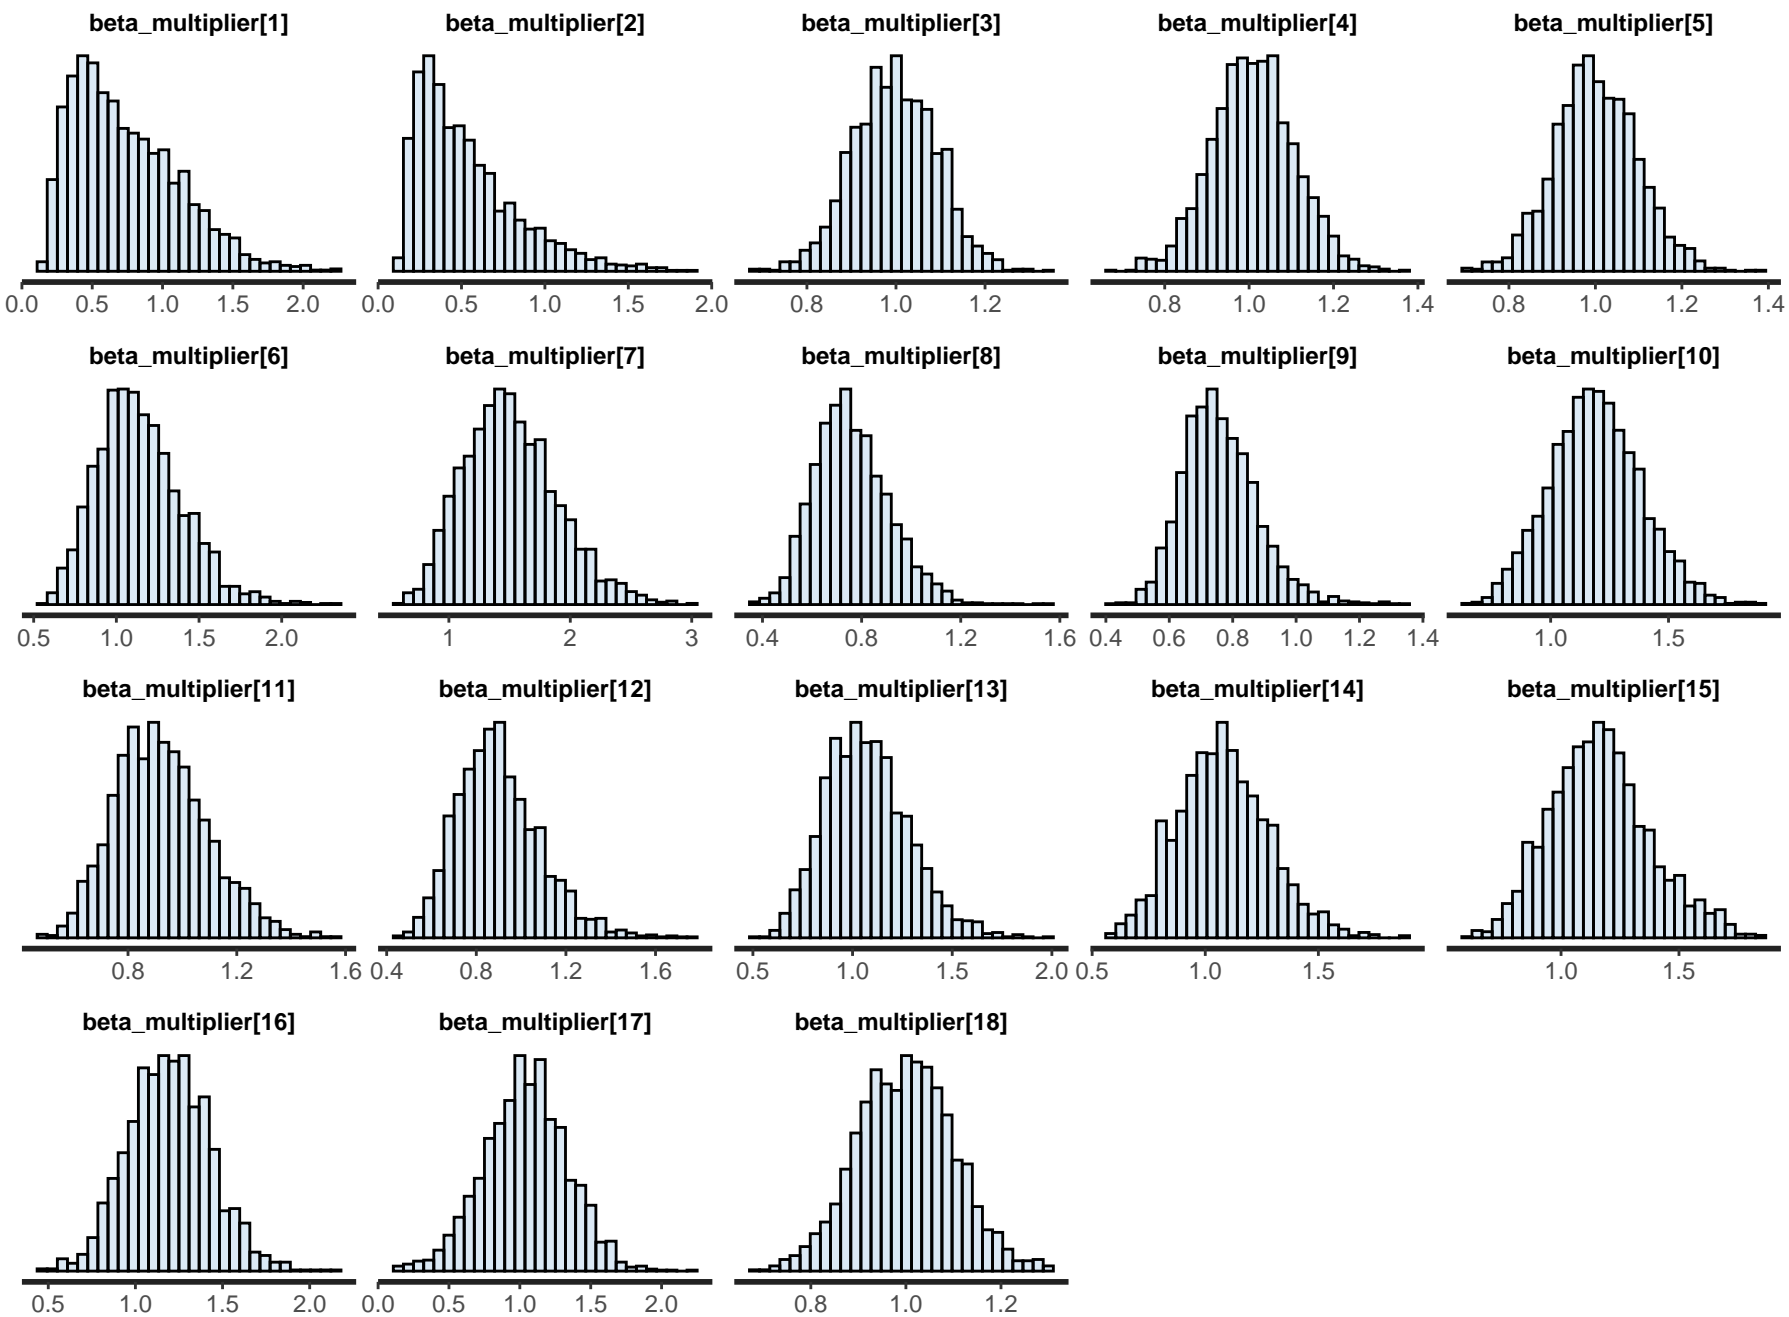 beta_multiplier[1] beta_multiplier[2] beta_multiplier[3] beta_multiplier[4] beta_multiplier[5]
0.0 0.5 1.0 1.5 2.0 0.0 0.5 1.0 1.5 2.0 0.8 1.0 1.2 0.8 1.0 1.2 1.4 0.8 1.0 1.2 1.4
beta_multiplier[6] beta_multiplier[7] beta_multiplier[8] beta_multiplier[9] beta_multiplier[10]
0.5 1.0 1.5 2.0 1 2 3 0.4 0.8 1.2 1.6 0.4 0.6 0.8 1.0 1.2 1.4 1.0 1.5
beta_multiplier[11] beta_multiplier[12] beta_multiplier[13] beta_multiplier[14] beta_multiplier[15]
0.8 1.2 1.6 0.4 0.8 1.2 1.6 0.5 1.0 1.5 2.0 0.5 1.0 1.5 1.0 1.5
beta_multiplier[16] beta_multiplier[17] beta_multiplier[18]
0.5 1.0 1.5 2.0 0.0 0.5 1.0 1.5 2.0 0.8 1.0 1.2